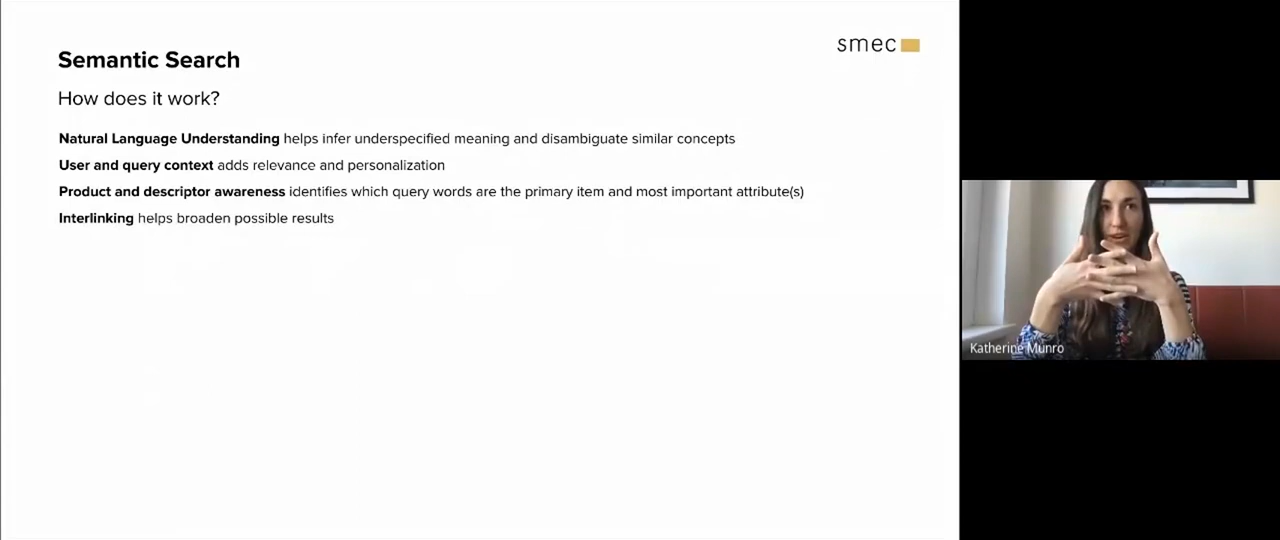 smec
Semantic Search
How does it work?
Natural Language Understanding helps infer underspecified meaning and disambiguate similar concepts
User and query context adds relevance and personalization
Product and descriptor awareness identifies which query words are the primary item and most important attribute(s)
Interlinking helps broaden possible results
Katherine Munro